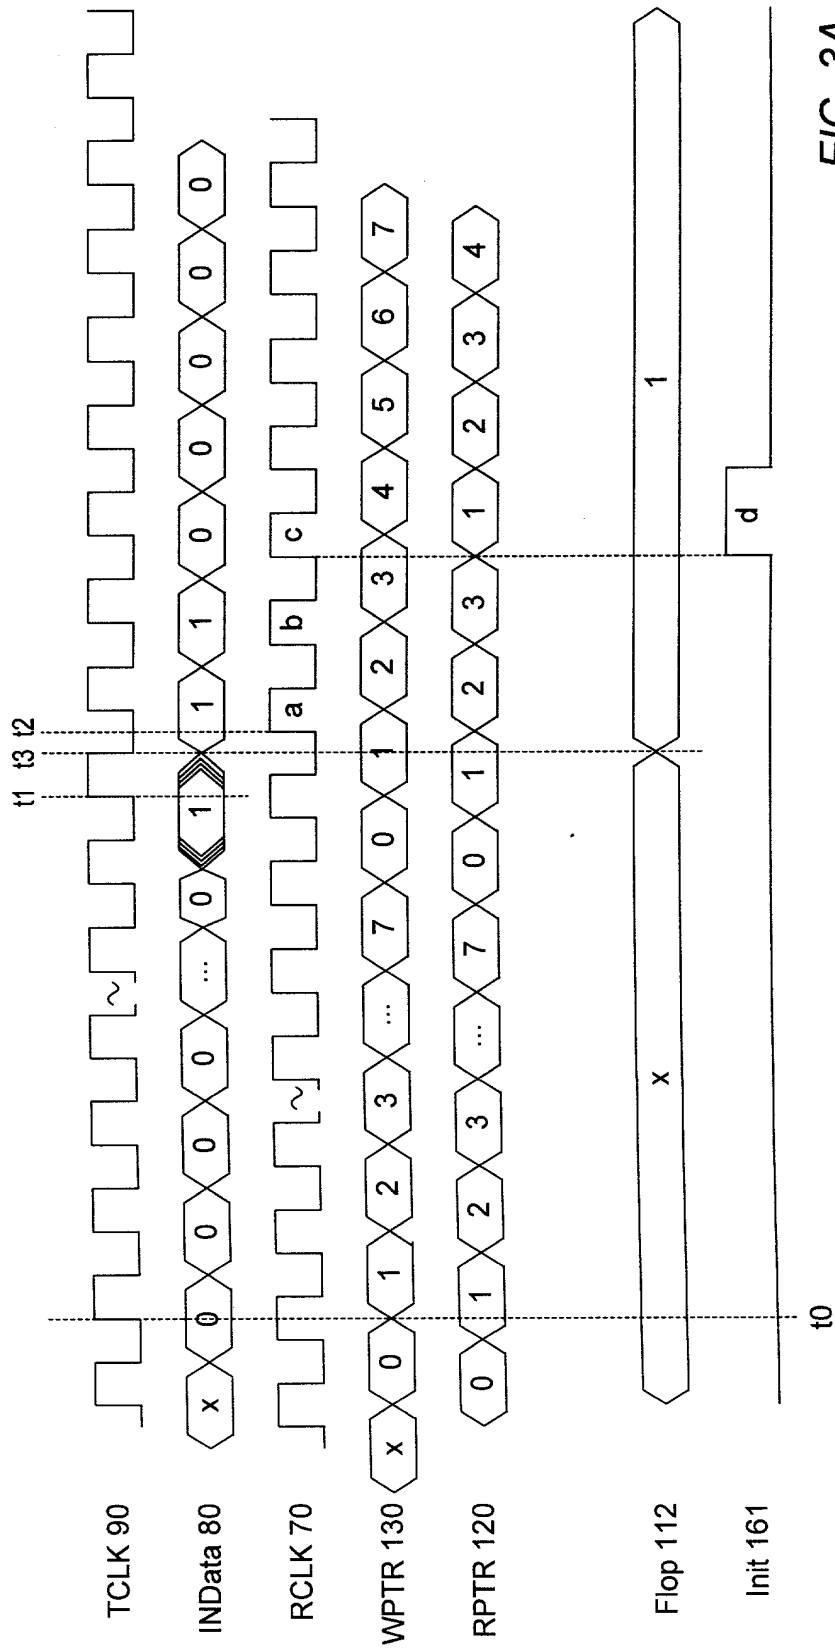 t1 t3 t2
TCLK 90 ~
INData 80 x 0 0 0 0 ... 0 1 1 1 0 0 0 0 0
RCLK 70 ~ a b c
WPTR 130 x 0 1 2 3 ... 7 0 1 2 3 4 5 6 7
RPTR 120 0 1 2 3 ... 7 0 1 2 3 1 2 3 4
Flop 112 x 1
Init 161 d
t0
FIG. 3A